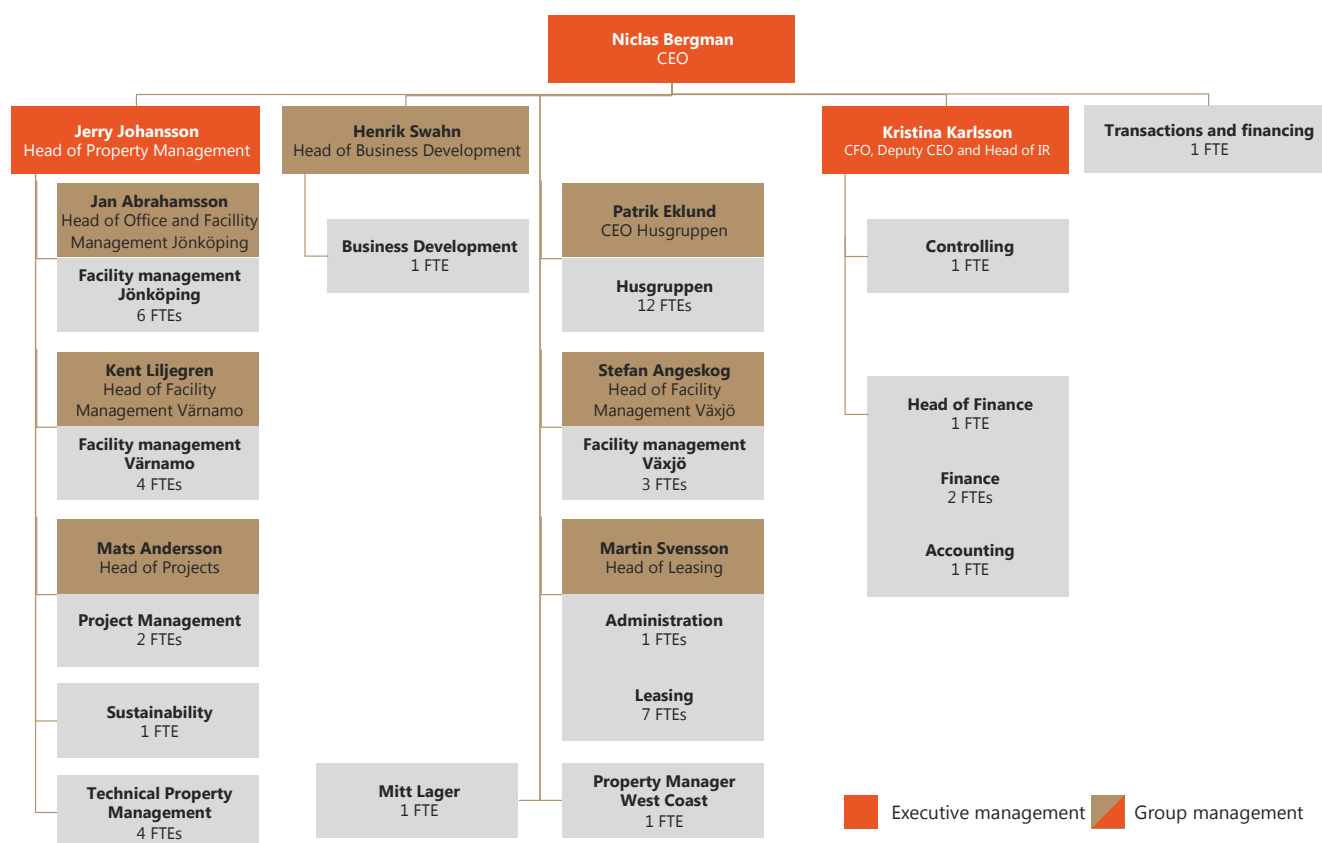 Niclas Bergman
CEO
Jerry Johansson
Head of Property Management
Henrik Swahn
Head of Business Development
Kristina Karlsson
CFO, Deputy CEO and Head of IR
Transactions and financing
1 FTE
Jan Abrahamsson
Head of Office and Facillity
Management Jönköping
Facility management
Jönköping
6 FTEs
Kent Liljegren
Head of Facility
Management Värnamo
Facility management
Värnamo
4 FTEs
Mats Andersson
Head of Projects
Project Management
2 FTEs
Sustainability
1 FTE
Technical Property
Management
4 FTEs
Business Development
1 FTE
Mitt Lager
1 FTE
Patrik Eklund
CEO Husgruppen
Husgruppen
12 FTEs
Stefan Angeskog
Head of Facility
Management Växjö
Facility management
Växjö
3 FTEs
Martin Svensson
Head of Leasing
Administration
1 FTEs
Leasing
7 FTEs
Property Manager
West Coast
1 FTE
Controlling
1 FTE
Head of Finance
1 FTE
Finance
2 FTEs
Accounting
1 FTE
Executive management
Group management